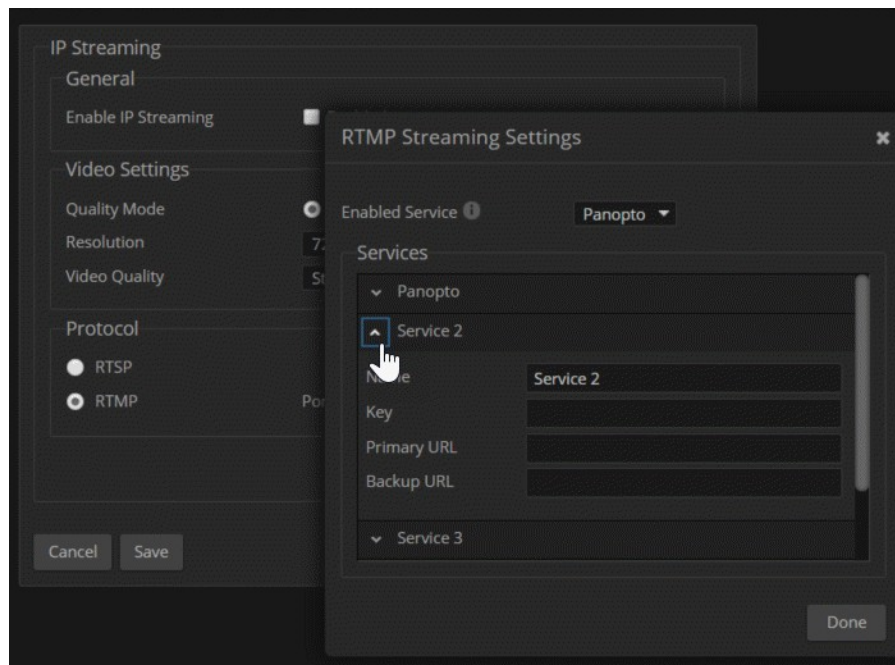 IP Streaming
General
Enable IP Streaming
RTMP Streaming Settings
Video Settings
Quality Mode
Enabled Service
Panopto
Resolution
Services
Video Quality
Panopto
Protocol
Service 2
RTSP
Service 2
RTMP
Key
Primary URL
Backup URL
Service 3
Cancel
Save
Done